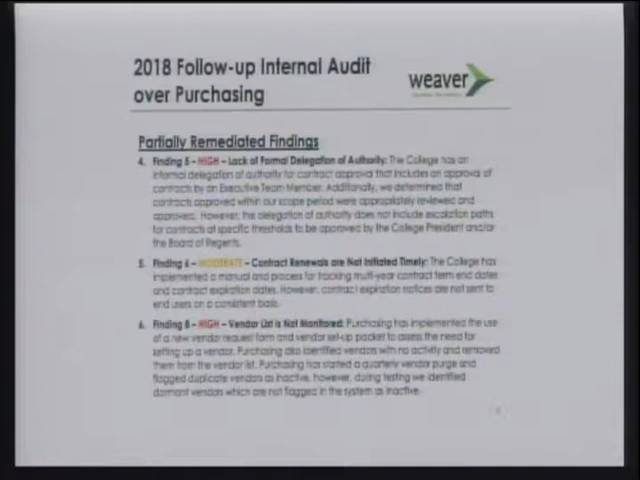 2018 Follow-up Internal Audit
over Purchasing
weaver
Partially Remediated Findings
4. Finding 5 – HIGH – Lack of Formal Delegation of Authority: The College has an
informal delegation of authority for contract approval that includes an approval of
contracts by an Executive Team Member. Additionally, we determined that
contracts approved within our scope period were appropriately reviewed and
approved. However, the delegation of authority does not include escalation paths
for contracts at specific thresholds to be approved by the College President and/or
the Board of Regents.
5. Finding 6 – MODERATE – Contract Renewals are Not Initiated Timely: The College has
implemented a manual and process for tracking multi-year contract term end dates
and contract expiration dates. However, contract expiration notices are not sent to
end users on a consistent basis.
6. Finding 8 – HIGH – Vendor List is Not Monitored: Purchasing has implemented the use
of a new vendor request form and vendor set-up packet to assess the need for
setting up a vendor. Purchasing also identified vendors with no activity and removed
them from the vendor list. Purchasing has started a quarterly vendor purge and
flagged duplicate vendors as inactive, however, during testing we identified
dormant vendors which are not flagged in the system as inactive.